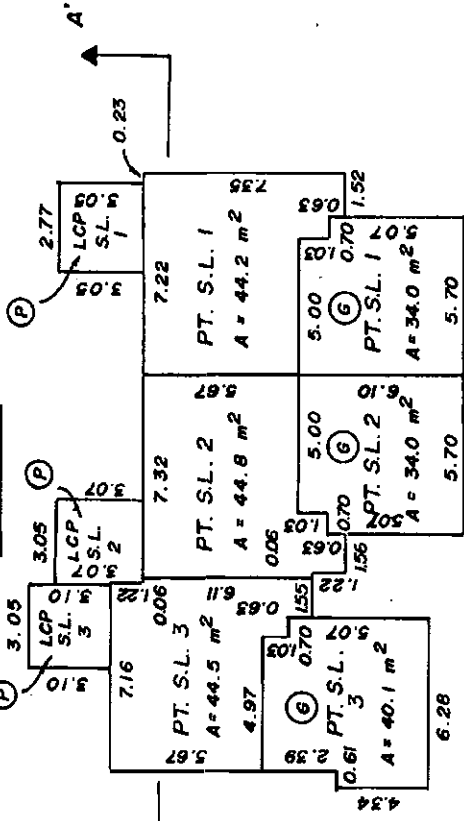 A'
0.23
2.77
P
LCP
S.L.
1
3.05
3.05
7.22
7.35
PT. S.L. 1
A = 44.2 m²
0.63
1.52
1.03
0.70
5.00
G
5.07
PT. S.L. 1
A = 34.0 m²
5.70
P
3.05
3.07
LCP
S.L.
2
3.07
7.32
5.67
PT. S.L. 2
A = 44.8 m²
0.06
5.00
6.10
G
1.03
0.70
0.63
1.56
1.22
507
PT. S.L. 2
A = 34.0 m²
5.70
P
3.05
3.10
LCP
S.L.
3
3.10
1.22
0.06
7.16
6.11
0.63
PT. S.L. 3
A = 44.5 m²
5.67
4.97
1.55
1.03
0.70
5.07
G
PT. S.L.
3
2.39
0.61
A = 40.1 m²
4.34
6.28